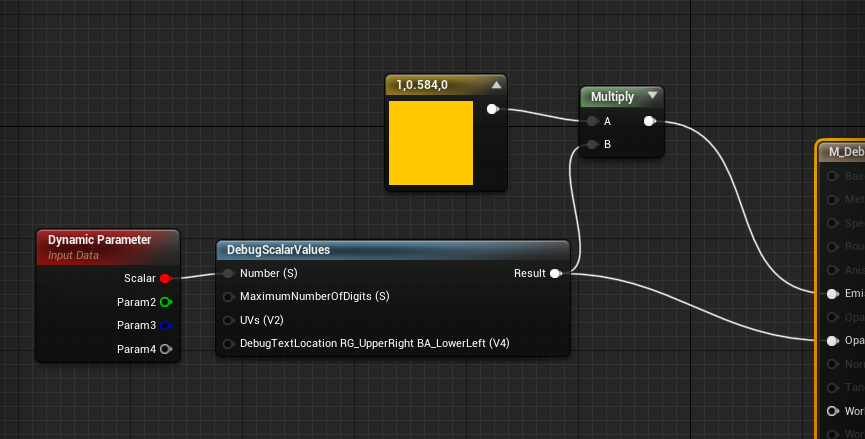 1,0.584,0
Multiply
A
B
M_Deb
Bas
Met
Spe
Rou
Ani
Emi
Opa
Opa
Nor
Tan
Wor
Wor
Dynamic Parameter
Input Data
Scalar
Param2
Param3
Param4
DebugScalarValues
Number (S)
Result
MaximumNumberOfDigits (S)
UVs (V2)
DebugTextLocation RG_UpperRight BA_LowerLeft (V4)